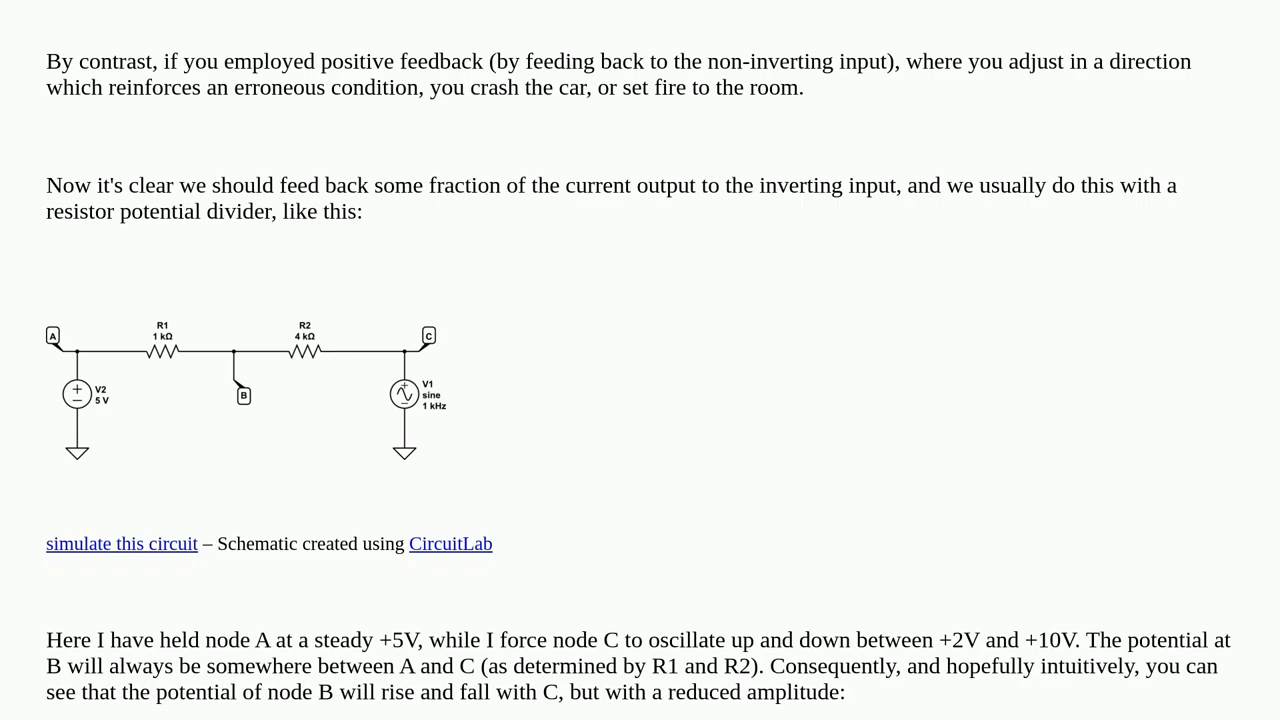 By contrast, if you employed positive feedback (by feeding back to the non-inverting input), where you adjust in a direction
which reinforces an erroneous condition, you crash the car, or set fire to the room.
Now it's clear we should feed back some fraction of the current output to the inverting input, and we usually do this with a
resistor potential divider, like this:
A
R1
1 kΩ
R2
4 kΩ
C
V2
5 V
B
V1
sine
1 kHz
simulate this circuit – Schematic created using CircuitLab
Here I have held node A at a steady +5V, while I force node C to oscillate up and down between +2V and +10V. The potential at
B will always be somewhere between A and C (as determined by R1 and R2). Consequently, and hopefully intuitively, you can
see that the potential of node B will rise and fall with C, but with a reduced amplitude: